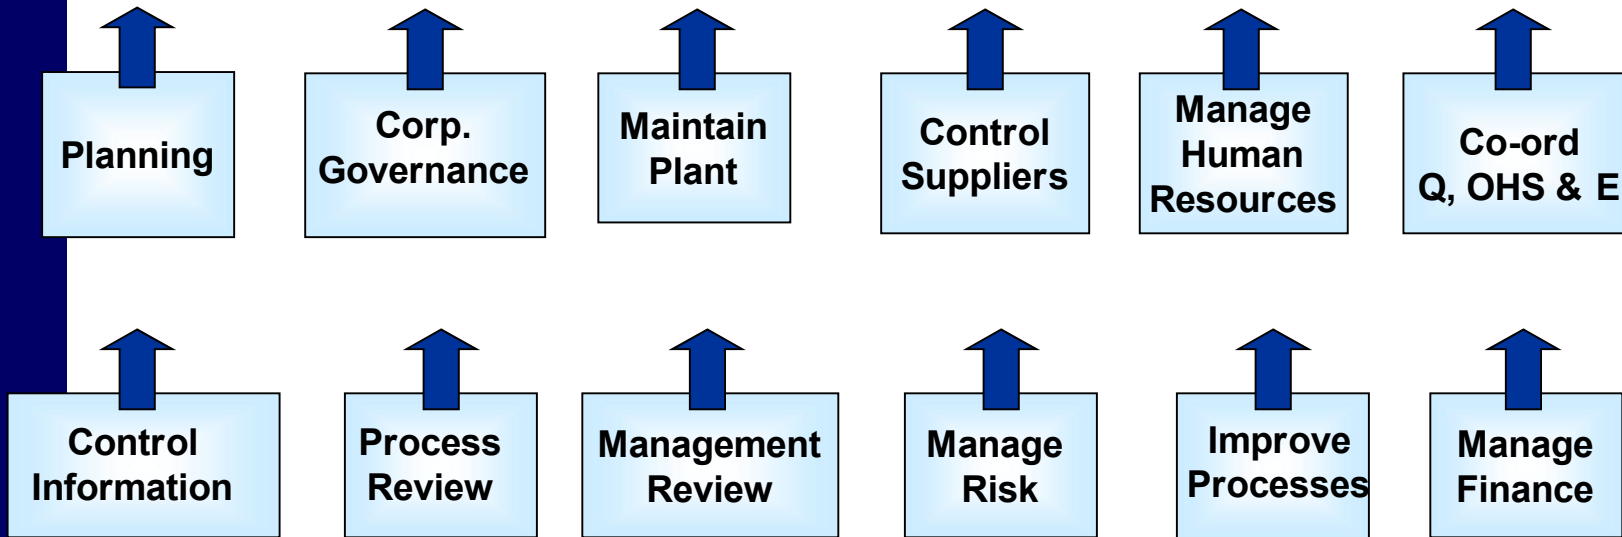 Planning
Corp.
Governance
Maintain
Plant
Control
Suppliers
Manage
Human
Resources
Co-ord
Q, OHS & E
Control
Information
Process
Review
Management
Review
Manage
Risk
Improve
Processes
Manage
Finance